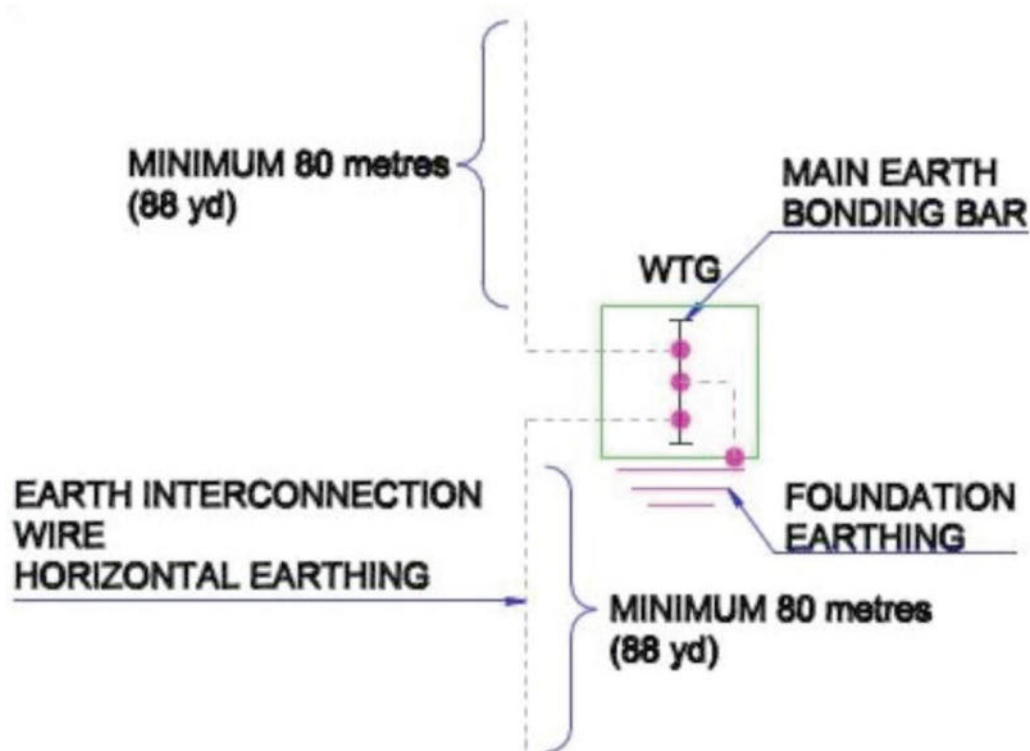 MINIMUM 80 metres
(88 yd)
MAIN EARTH
BONDING BAR
WTG
EARTH INTERCONNECTION
WIRE
HORIZONTAL EARTHING
FOUNDATION
EARTHING
MINIMUM 80 metres
(88 yd)